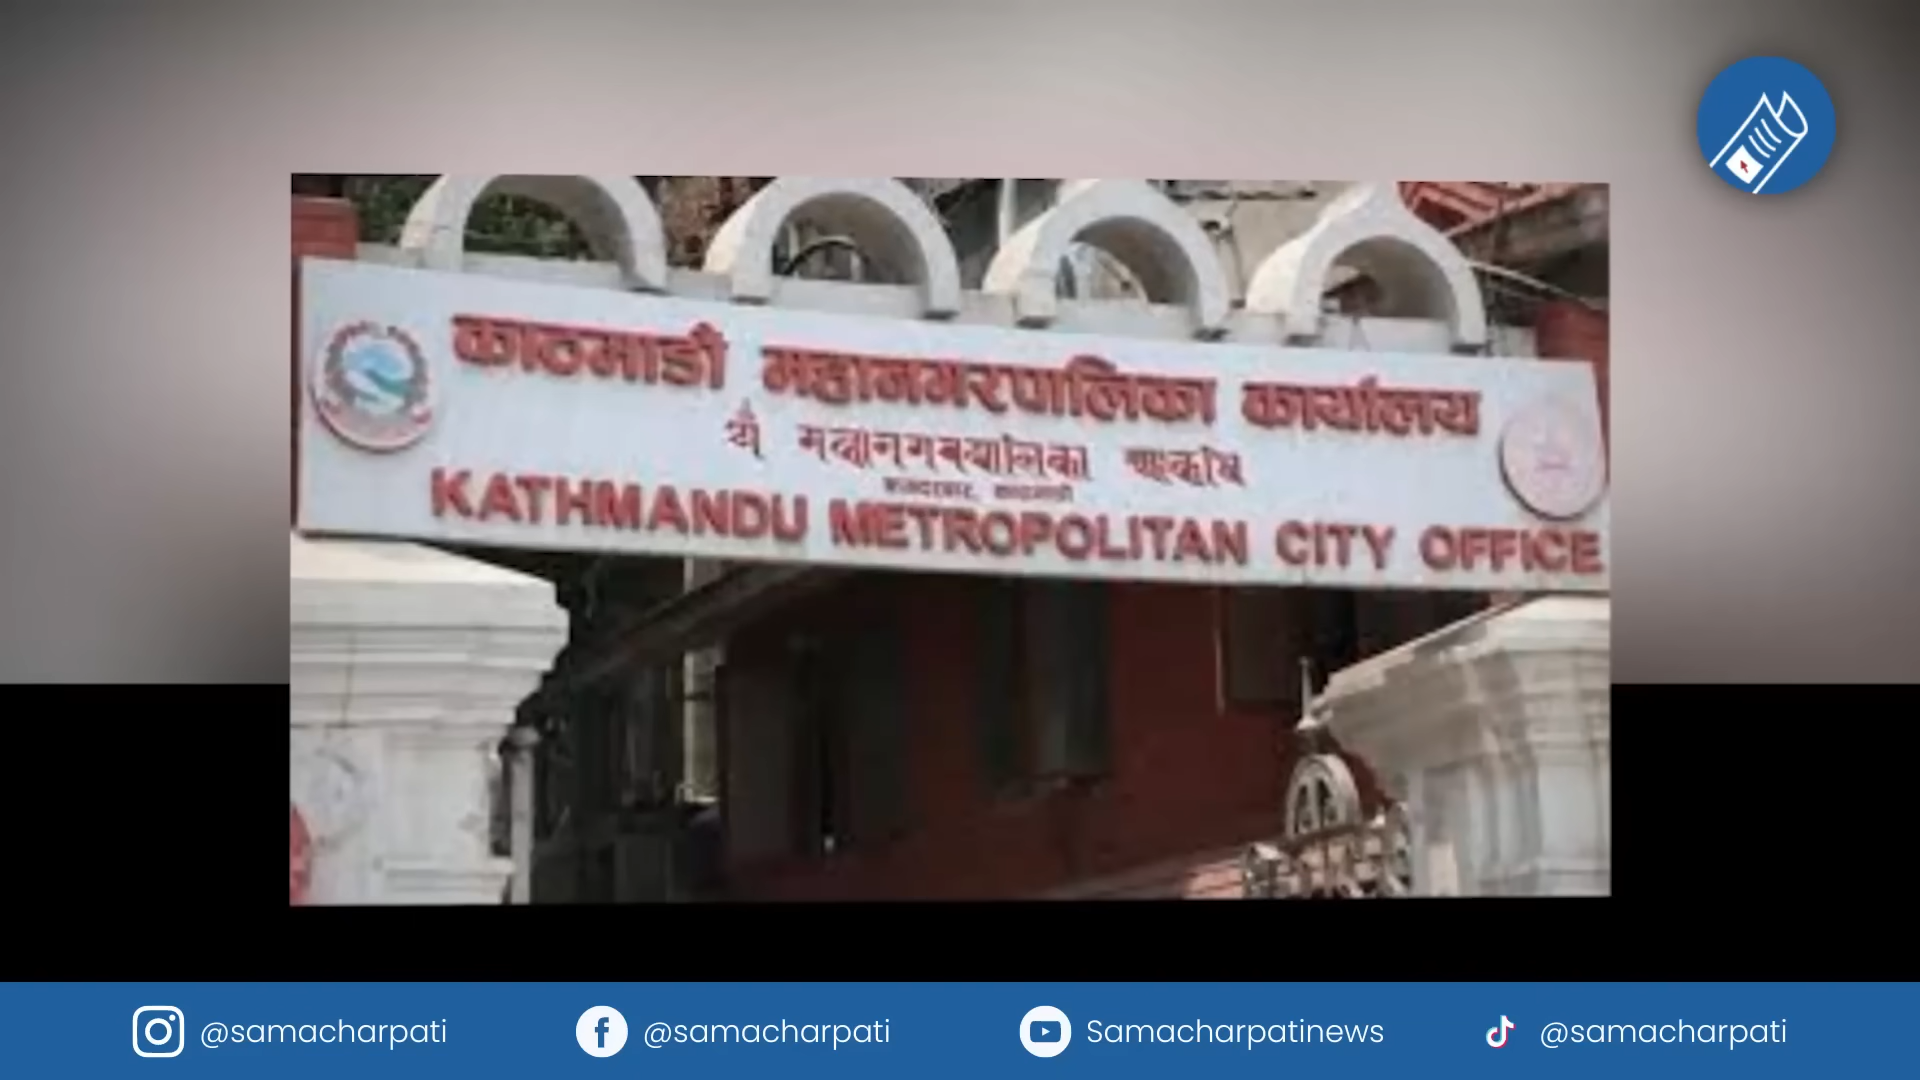 काठमाडौं महानगरपालिका कार्यालय
KATHMANDU METROPOLITAN CITY OFFICE
@samacharpati
@samacharpati
Samacharpatinews
@samacharpati